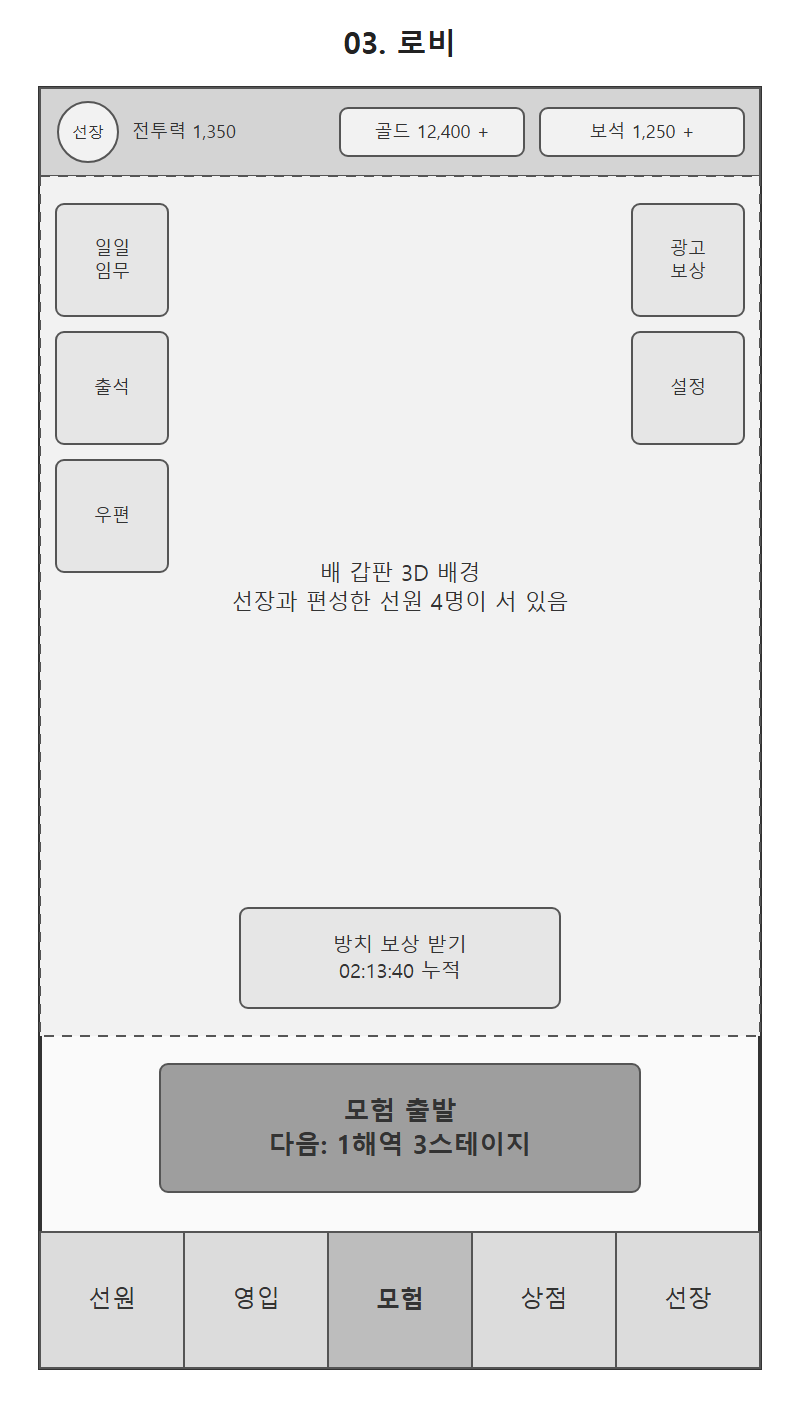 03. 로비
선장
전투력 1,350
골드 12,400 +
보석 1,250 +
일일
임무
광고
보상
출석
설정
우편
배 갑판 3D 배경
선장과 편성한 선원 4명이 서 있음
방치 보상 받기
02:13:40 누적
모험 출발
다음: 1해역 3스테이지
선원
영입
모험
상점
선장